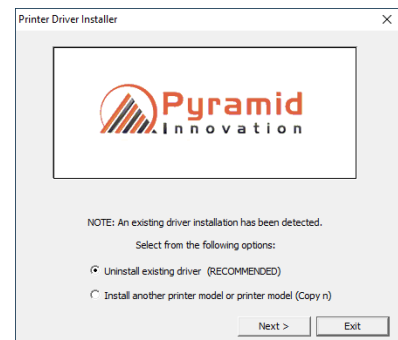 Printer Driver Installer
Pyramid
Innovation
NOTE: An existing driver installation has been detected.
Select from the following options:
Uninstall existing driver (RECOMMENDED)
Install another printer model or printer model (Copy n)
Next >
Exit